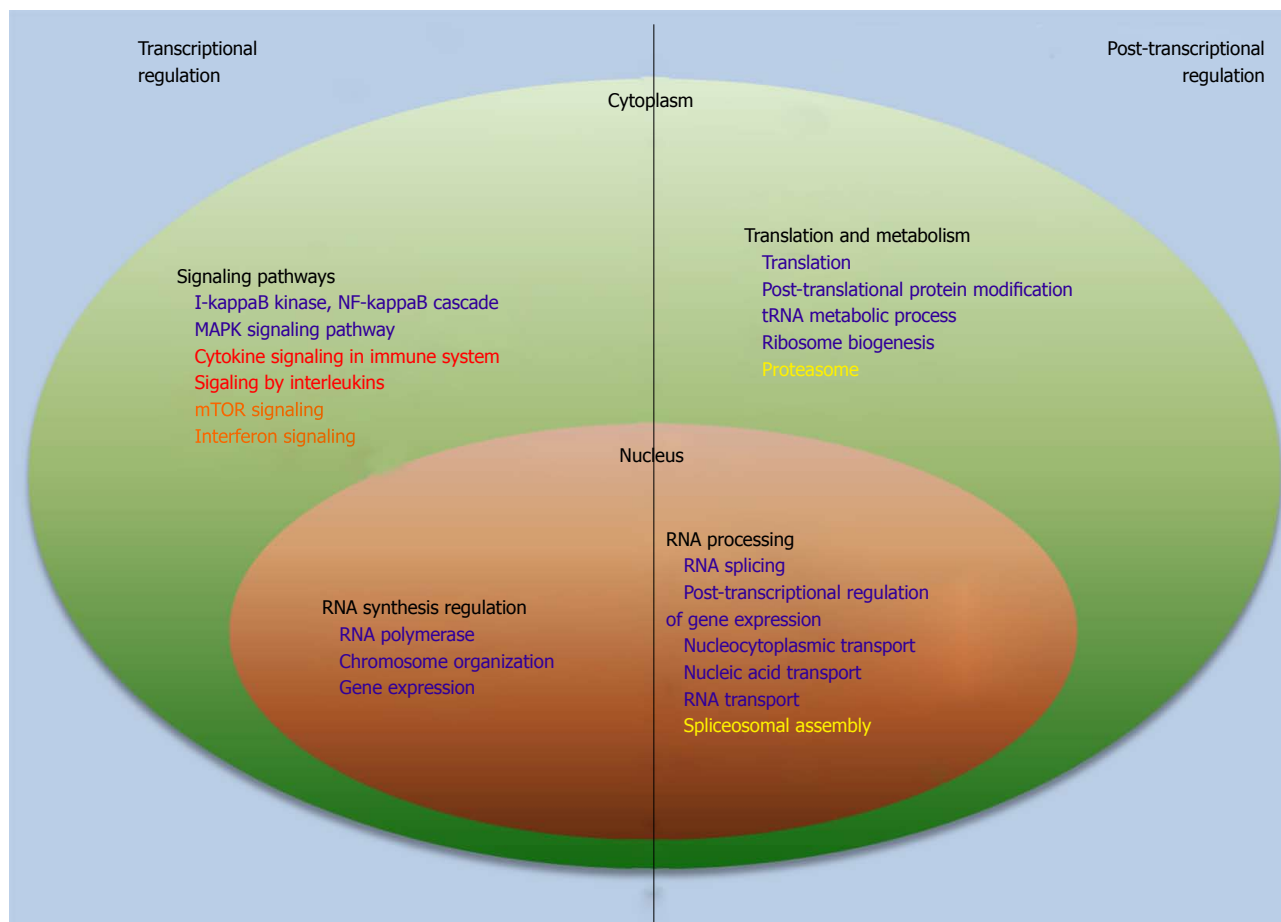 Transcriptional
regulation
Post-transcriptional
regulation
Cytoplasm
Signaling pathways
I-kappaB kinase, NF-kappaB cascade
MAPK signaling pathway
Cytokine signaling in immune system
Sigaling by interleukins
mTOR signaling
Interferon signaling
Translation and metabolism
Translation
Post-translational protein modification
tRNA metabolic process
Ribosome biogenesis
Proteasome
Nucleus
RNA synthesis regulation
RNA polymerase
Chromosome organization
Gene expression
RNA processing
RNA splicing
Post-transcriptional regulation
of gene expression
Nucleocytoplasmic transport
Nucleic acid transport
RNA transport
Spliceosomal assembly